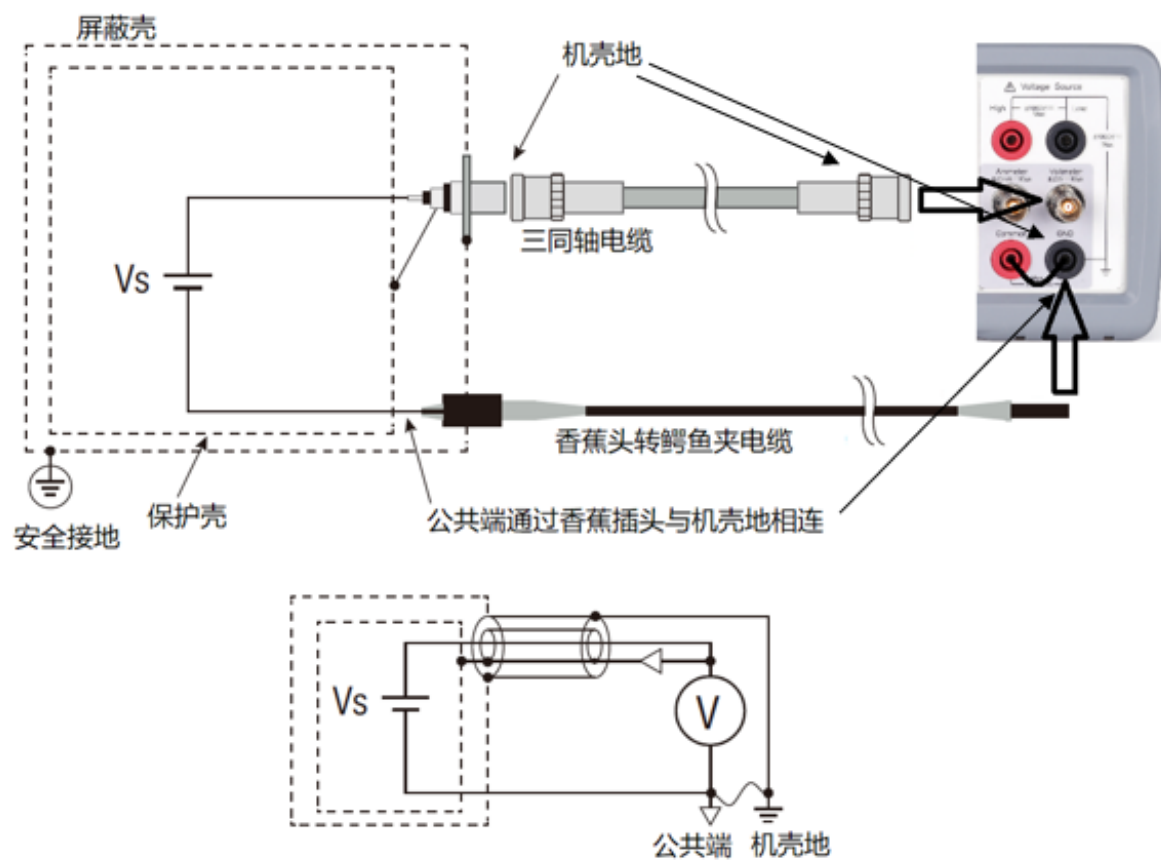 屏蔽壳
机壳地
Voltage Source
High
Ammeter
Voltmeter
Common
GND
三同轴电缆
Vs
香蕉头转鳄鱼夹电缆
保护壳
公共端通过香蕉插头与机壳地相连
安全接地
Vs
V
公共端
机壳地